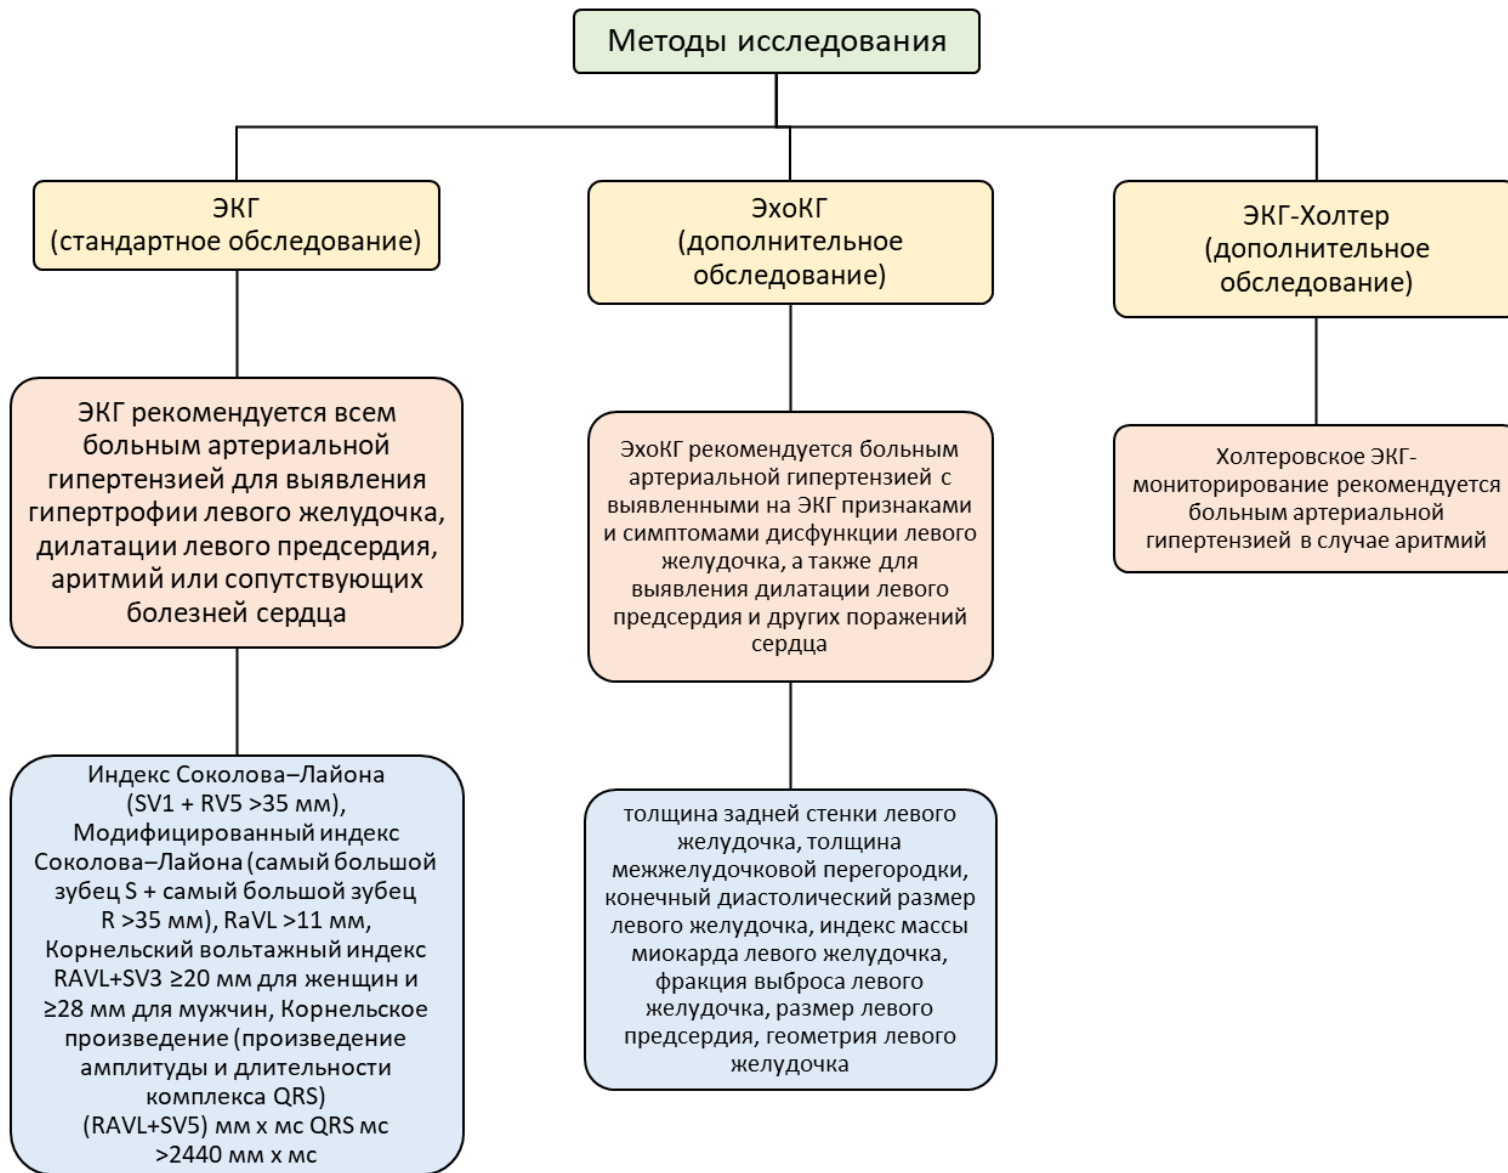 Методы исследования
ЭКГ
(стандартное обследование)
ЭКГ рекомендуется всем
больным артериальной
гипертензией для выявления
гипертрофии левого желудочка,
дилатации левого предсердия,
аритмий или сопутствующих
болезней сердца
Индекс Соколова–Лайона
(SV1 + RV5 >35 мм),
Модифицированный индекс
Соколова–Лайона (самый большой
зубец S + самый большой зубец
R >35 мм), RaVL >11 мм,
Корнельский вольтажный индекс
RAVL+SV3 ≥20 мм для женщин и
≥28 мм для мужчин, Корнельское
произведение (произведение
амплитуды и длительности
комплекса QRS)
(RAVL+SV5) мм х мс QRS мс
>2440 мм х мс
ЭхоКГ
(дополнительное
обследование)
ЭхоКГ рекомендуется больным
артериальной гипертензией с
выявленными на ЭКГ признаками
и симптомами дисфункции левого
желудочка, а также для
выявления дилатации левого
предсердия и других поражений
сердца
толщина задней стенки левого
желудочка, толщина
межжелудочковой перегородки,
конечный диастолический размер
левого желудочка, индекс массы
миокарда левого желудочка,
фракция выброса левого
желудочка, размер левого
предсердия, геометрия левого
желудочка
ЭКГ-Холтер
(дополнительное
обследование)
Холтеровское ЭКГ-
мониторирование рекомендуется
больным артериальной
гипертензией в случае аритмий